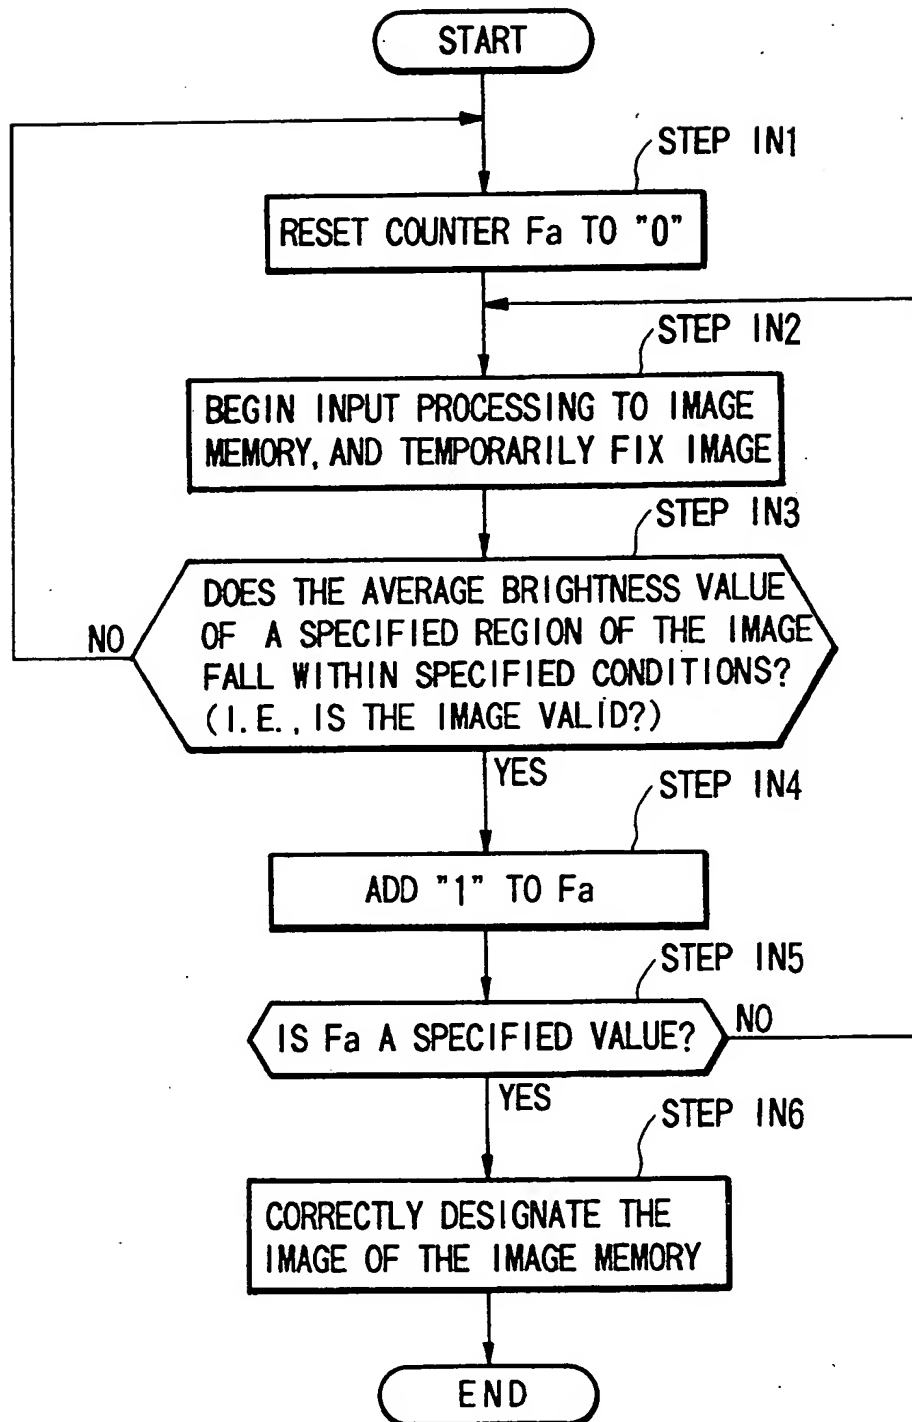 START
STEP IN1
RESET COUNTER Fa TO "0"
STEP IN2
BEGIN INPUT PROCESSING TO IMAGE
MEMORY, AND TEMPORARILY FIX IMAGE
STEP IN3
DOES THE AVERAGE BRIGHTNESS VALUE
OF A SPECIFIED REGION OF THE IMAGE
FALL WITHIN SPECIFIED CONDITIONS?
(I.E., IS THE IMAGE VALID?)
NO
YES
STEP IN4
ADD "1" TO Fa
STEP IN5
IS Fa A SPECIFIED VALUE?
NO
YES
STEP IN6
CORRECTLY DESIGNATE THE
IMAGE OF THE IMAGE MEMORY
END